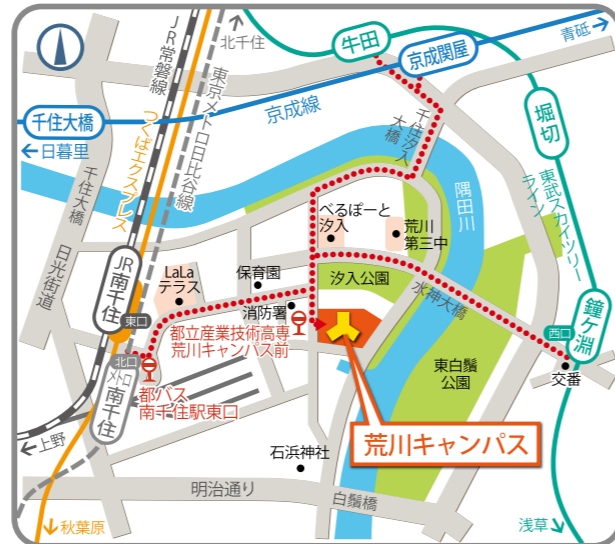 北千住
牛田
京成関屋
青砥
JR常磐線
つくばエクスプレス
東京メトロ日比谷線
京成線
千住大橋
日暮里
千住汐入
大橋
堀切
隅田川
東武スカイツリー
ライン
千住大橋
日光街道
べるぽーと
汐入
荒川
第三中
JR南千住
LaLa
テラス
保育園
汐入公園
水神大橋
鐘ヶ淵
東口
消防署
西口
都立産業技術高専
荒川キャンパス前
北口
メトロ
南千住
都バス
南千住駅東口
東白鬚
公園
交番
荒川キャンパス
上野
石浜神社
明治通り
白鬚橋
秋葉原
浅草